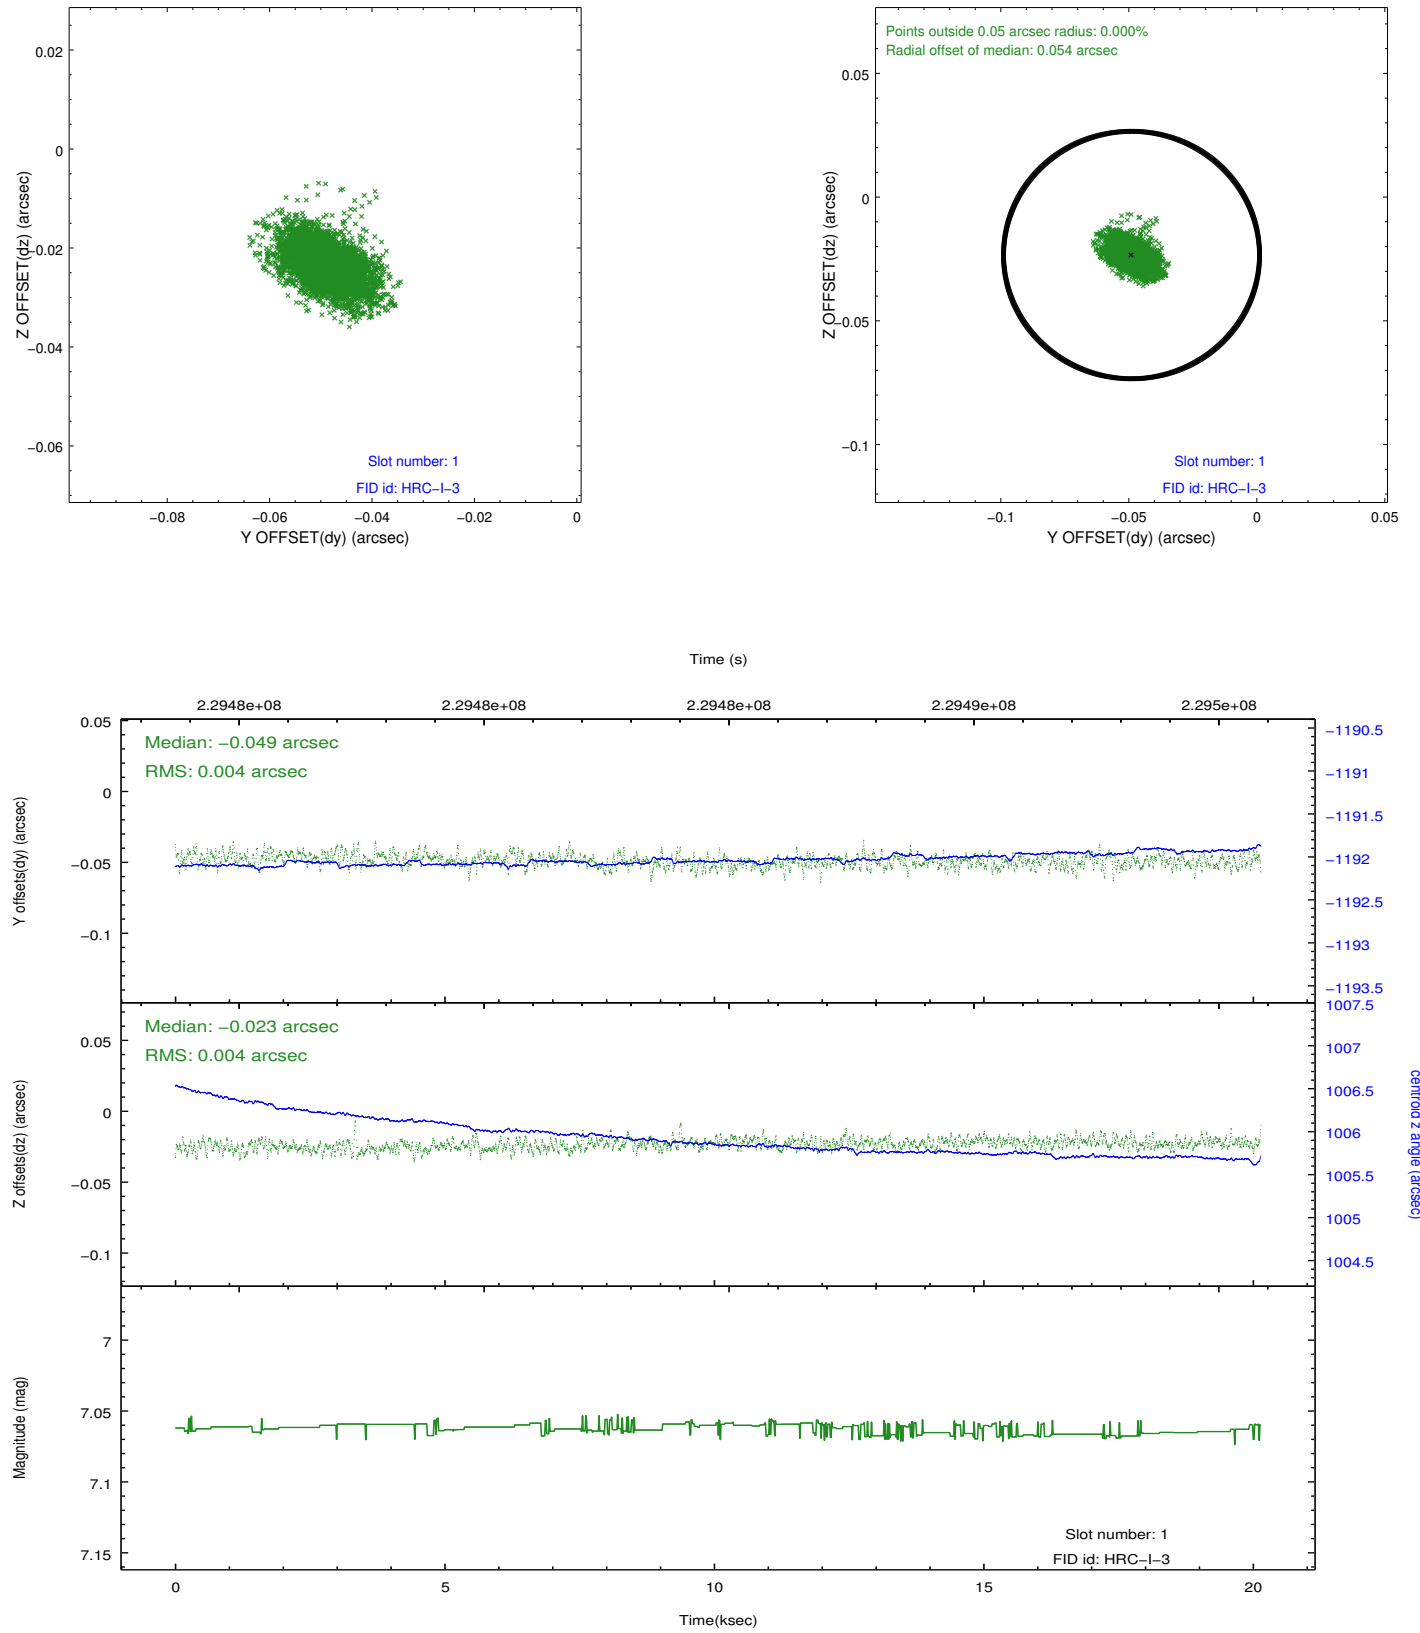 0.02
0
−0.02
−0.04
−0.06
Z OFFSET(dz) (arcsec)
Slot number: 1
FID id: HRC−I−3
−0.08
−0.06
−0.04
−0.02
0
Y OFFSET(dy) (arcsec)
Points outside 0.05 arcsec radius: 0.000%
Radial offset of median: 0.054 arcsec
0.05
0
−0.05
−0.1
Z OFFSET(dz) (arcsec)
Slot number: 1
FID id: HRC−I−3
−0.1
−0.05
0
0.05
Y OFFSET(dy) (arcsec)
Time (s)
2.2948e+08
2.2948e+08
2.2948e+08
2.2949e+08
2.295e+08
Median: −0.049 arcsec
RMS: 0.004 arcsec
0.05
0
−0.05
−0.1
Y offsets(dy) (arcsec)
−1190.5
−1191
−1191.5
−1192
−1192.5
−1193
−1193.5
Median: −0.023 arcsec
RMS: 0.004 arcsec
0.05
0
−0.05
−0.1
Z offsets(dz) (arcsec)
1007.5
1007
1006.5
1006
1005.5
1005
1004.5
centroid z angle (arcsec)
7
7.05
7.1
7.15
Magnitude (mag)
Slot number: 1
FID id: HRC−I−3
0
5
10
15
20
Time(ksec)